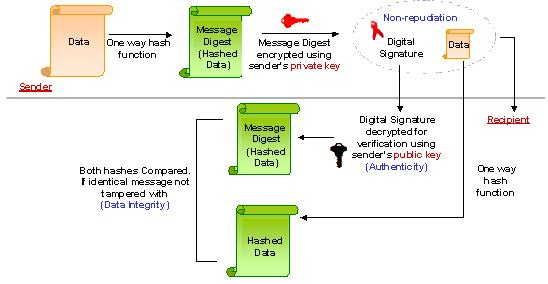 Data
One way hash
function
Message
Digest
(Hashed
Data)
Message Digest
encrypted using
sender's private key
Non-repudiation
Digital
Signature
Data
Sender
Message
Digest
(Hashed
Data)
Digital Signature
decrypted for
verification using
sender's public key
(Authenticity)
Recipient
Both hashes Compared.
If identical message not
tampered with
(Data Integrity)
One way
hash
function
Hashed
Data